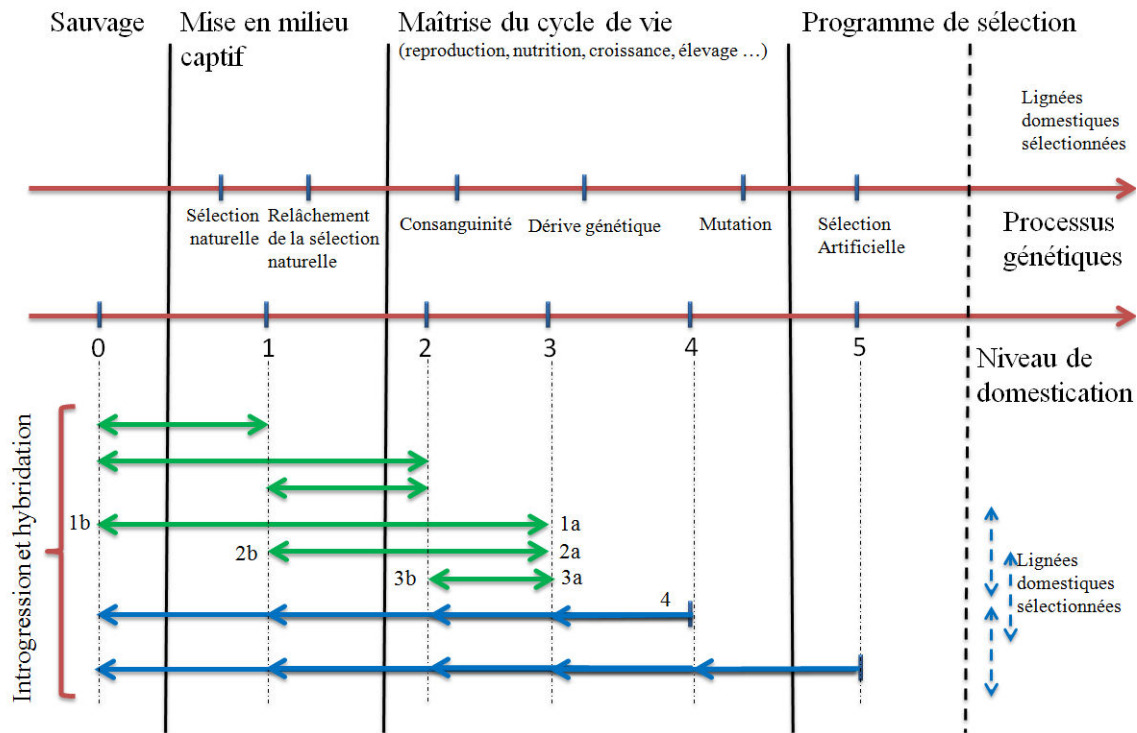 Sauvage
Mise en milieu
captif
Maîtrise du cycle de vie
(reproduction, nutrition, croissance, élevage …)
Programme de sélection
Lignées
domestiques
sélectionnées
Sélection
naturelle
Relâchement
de la sélection
naturelle
Consanguinité
Dérive génétique
Mutation
Sélection
Artificielle
Processus
génétiques
0
1
2
3
4
5
Niveau de
domestication
Introgression et hybridation
1b
1a
2b
2a
3b
3a
4
Lignées
domestiques
sélectionnées